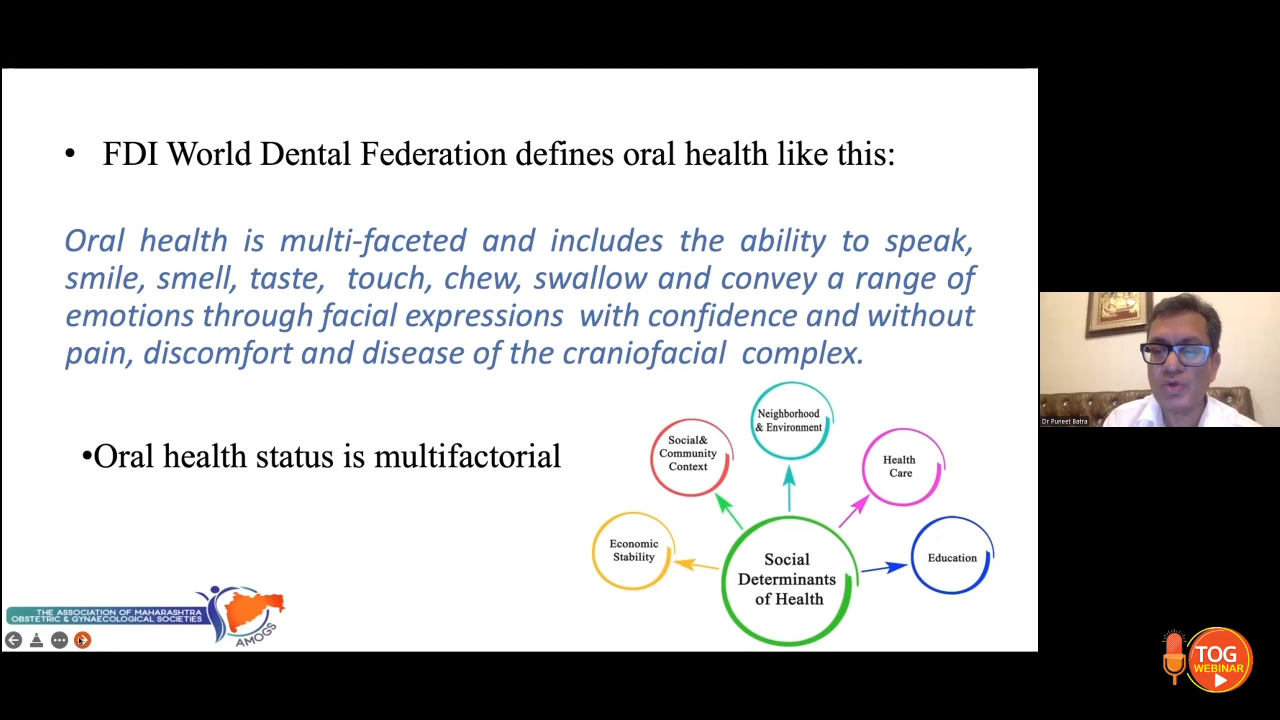 • FDI World Dental Federation defines oral health like this:
Oral health is multi-faceted and includes the ability to speak,
smile, smell, taste, touch, chew, swallow and convey a range of
emotions through facial expressions with confidence and without
pain, discomfort and disease of the craniofacial complex.
•Oral health status is multifactorial
Neighborhood
& Environment
Social&
Community
Context
Health
Care
Economic
Stability
Education
Social
Determinants
of Health
THE ASSOCIATION OF MAHARASHTRA
OBSTETRIC & GYNAECOLOGICAL SOCIETIES
AMOGS
Dr Puneet Batra
TOG
WEBINAR